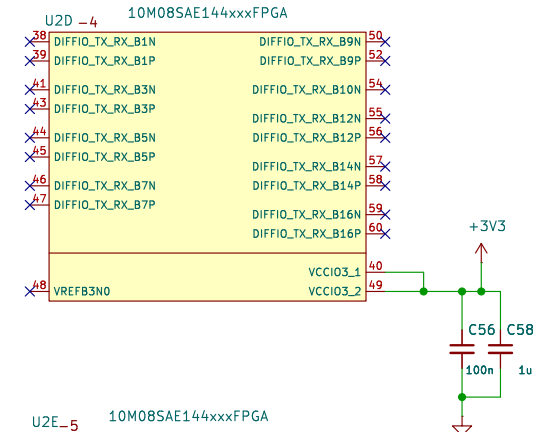 U2D -4 10M08SAE144xxxFPGA
38 DIFFIO_TX_RX_B1N DIFFIO_TX_RX_B9N 50
39 DIFFIO_TX_RX_B1P DIFFIO_TX_RX_B9P 52
41 DIFFIO_TX_RX_B3N DIFFIO_TX_RX_B10N 54
43 DIFFIO_TX_RX_B3P
DIFFIO_TX_RX_B12N 55
44 DIFFIO_TX_RX_B5N DIFFIO_TX_RX_B12P 56
45 DIFFIO_TX_RX_B5P
DIFFIO_TX_RX_B14N 57
46 DIFFIO_TX_RX_B7N DIFFIO_TX_RX_B14P 58
47 DIFFIO_TX_RX_B7P
DIFFIO_TX_RX_B16N 59
DIFFIO_TX_RX_B16P 60
+3V3
VCCIO3_1 40
48 VREFB3N0 VCCIO3_2 49
C56 C58
100n 1u
U2E-5 10M08SAE144xxxFPGA